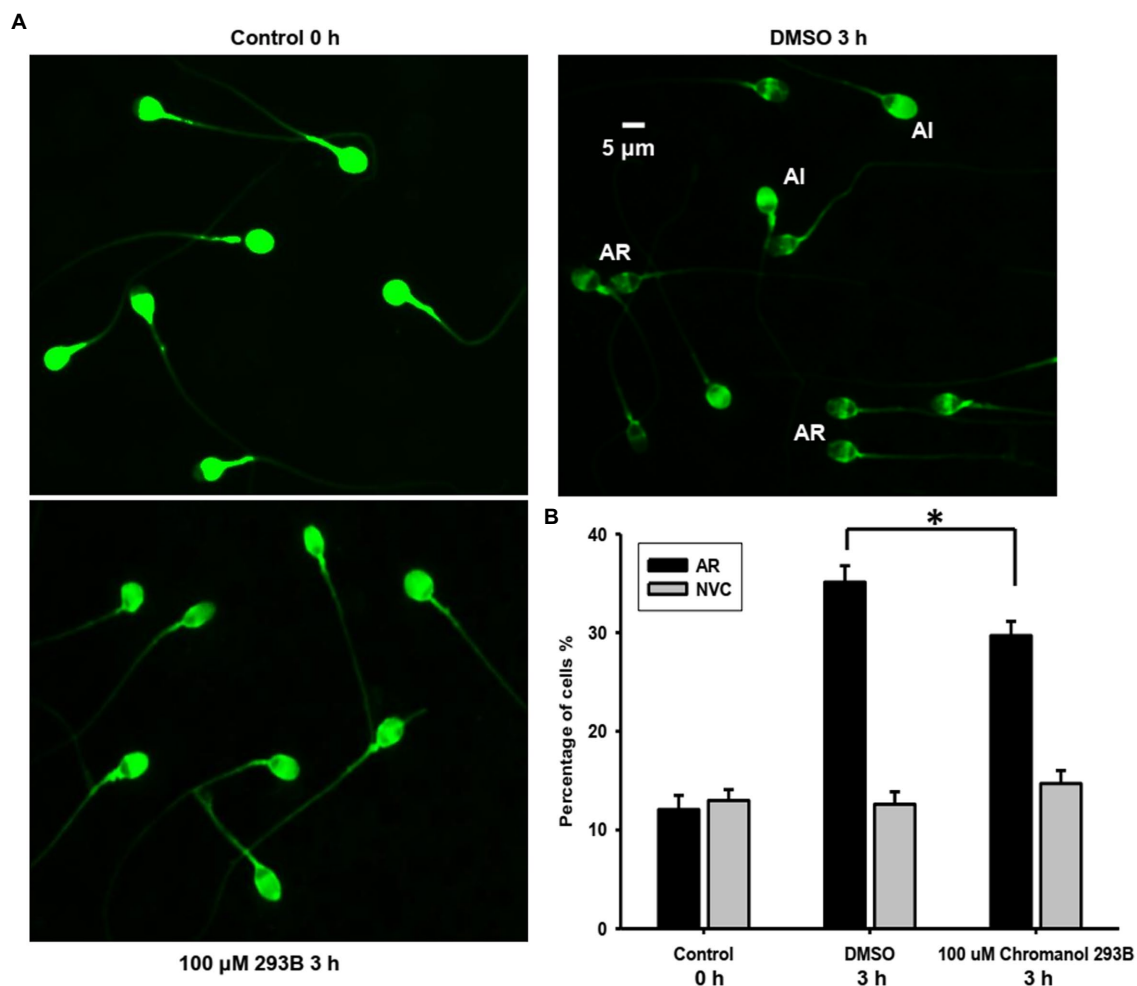 A
Control 0 h
DMSO 3 h
5 µm
AI
AI
AR
AR
100 µM 293B 3 h
B
*
40
30
20
10
0
Percentage of cells %
AR
NVC
Control
0 h
DMSO
3 h
100 uM Chromanol 293B
3 h